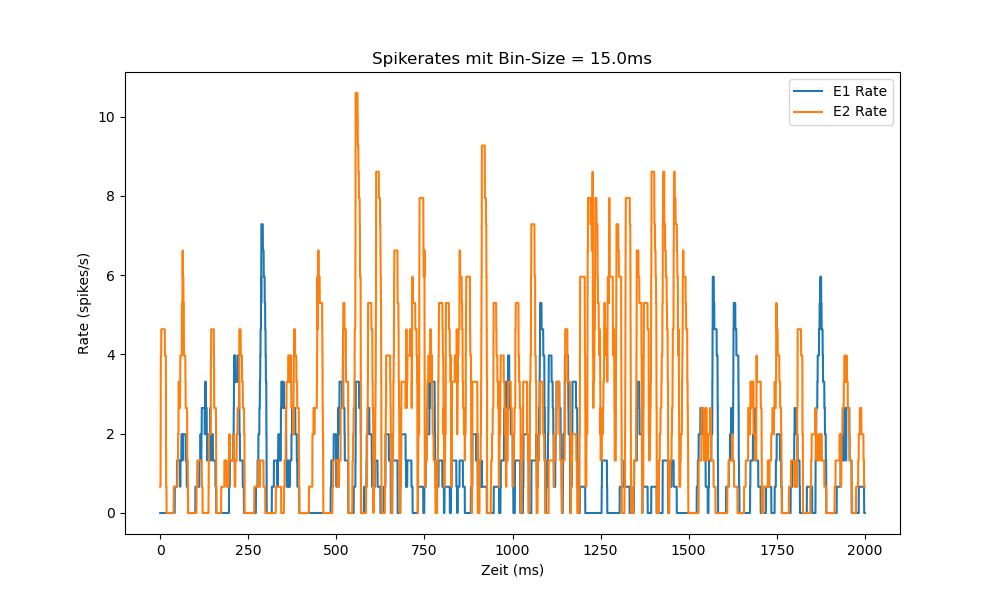 Spikerates mit Bin-Size = 15.0ms
E1 Rate
E2 Rate
Rate (spikes/s)
10
8
6
4
2
0
0 250 500 750 1000 1250 1500 1750 2000
Zeit (ms)